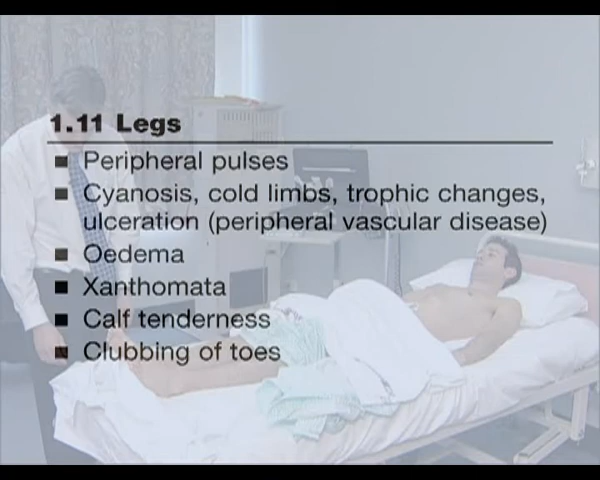 1.11 Legs
■ Peripheral pulses
■ Cyanosis, cold limbs, trophic changes,
ulceration (peripheral vascular disease)
■ Oedema
■ Xanthomata
■ Calf tenderness
■ Clubbing of toes